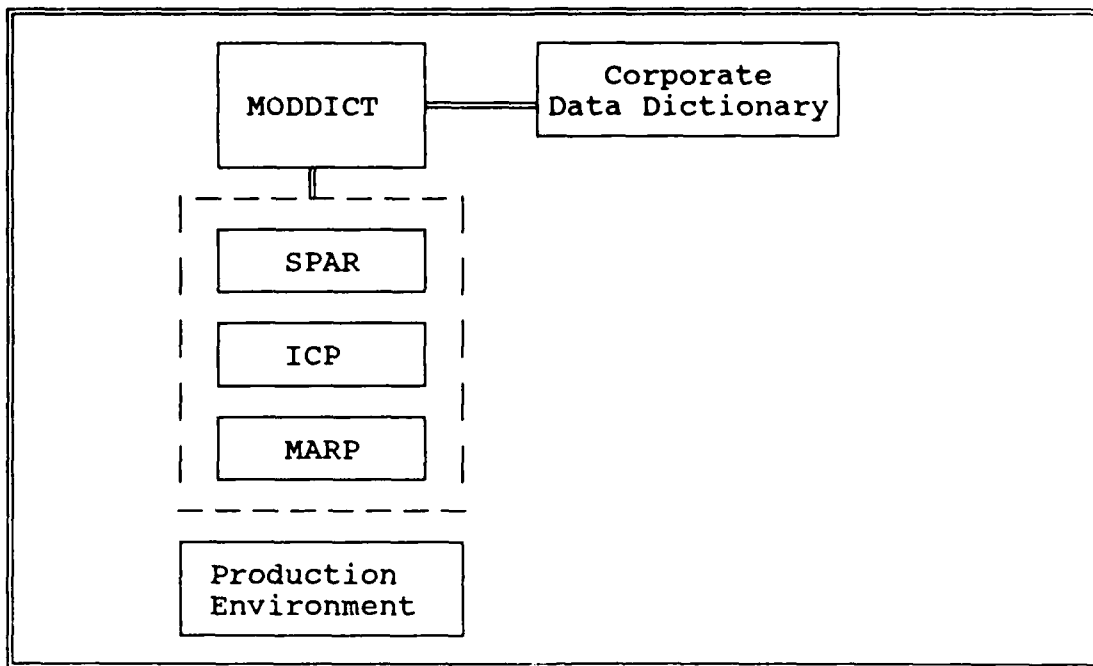 MODDICT
Corporate
Data Dictionary
SPAR
ICP
MARP
Production
Environment